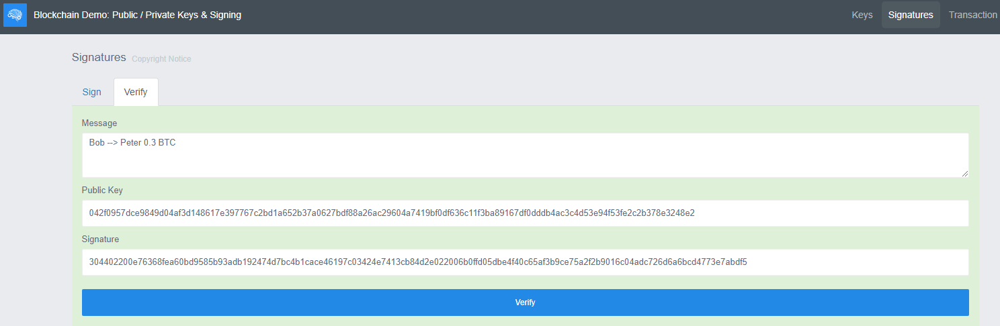 Blockchain Demo: Public / Private Keys & Signing
Keys
Signatures
Transaction
Signatures Copyright Notice
Sign
Verify
Message
Bob --> Peter 0.3 BTC
Public Key
042f0957dce9849d04af3d148617e397767c2bd1a652b37a0627bdf88a26ac29604a7419bf0df636c11f3ba89167df0dddb4ac3c4d53e94f53fe2c2b378e3248e2
Signature
304402200e76368fea60bd9585b93adb192474d7bc4b1cace46197c03424e7413cb84d2e022006b0ffd05dbe4f40c65af3b9ce75a2f2b9016c04adc726d6a6bcd4773e7abdf5
Verify